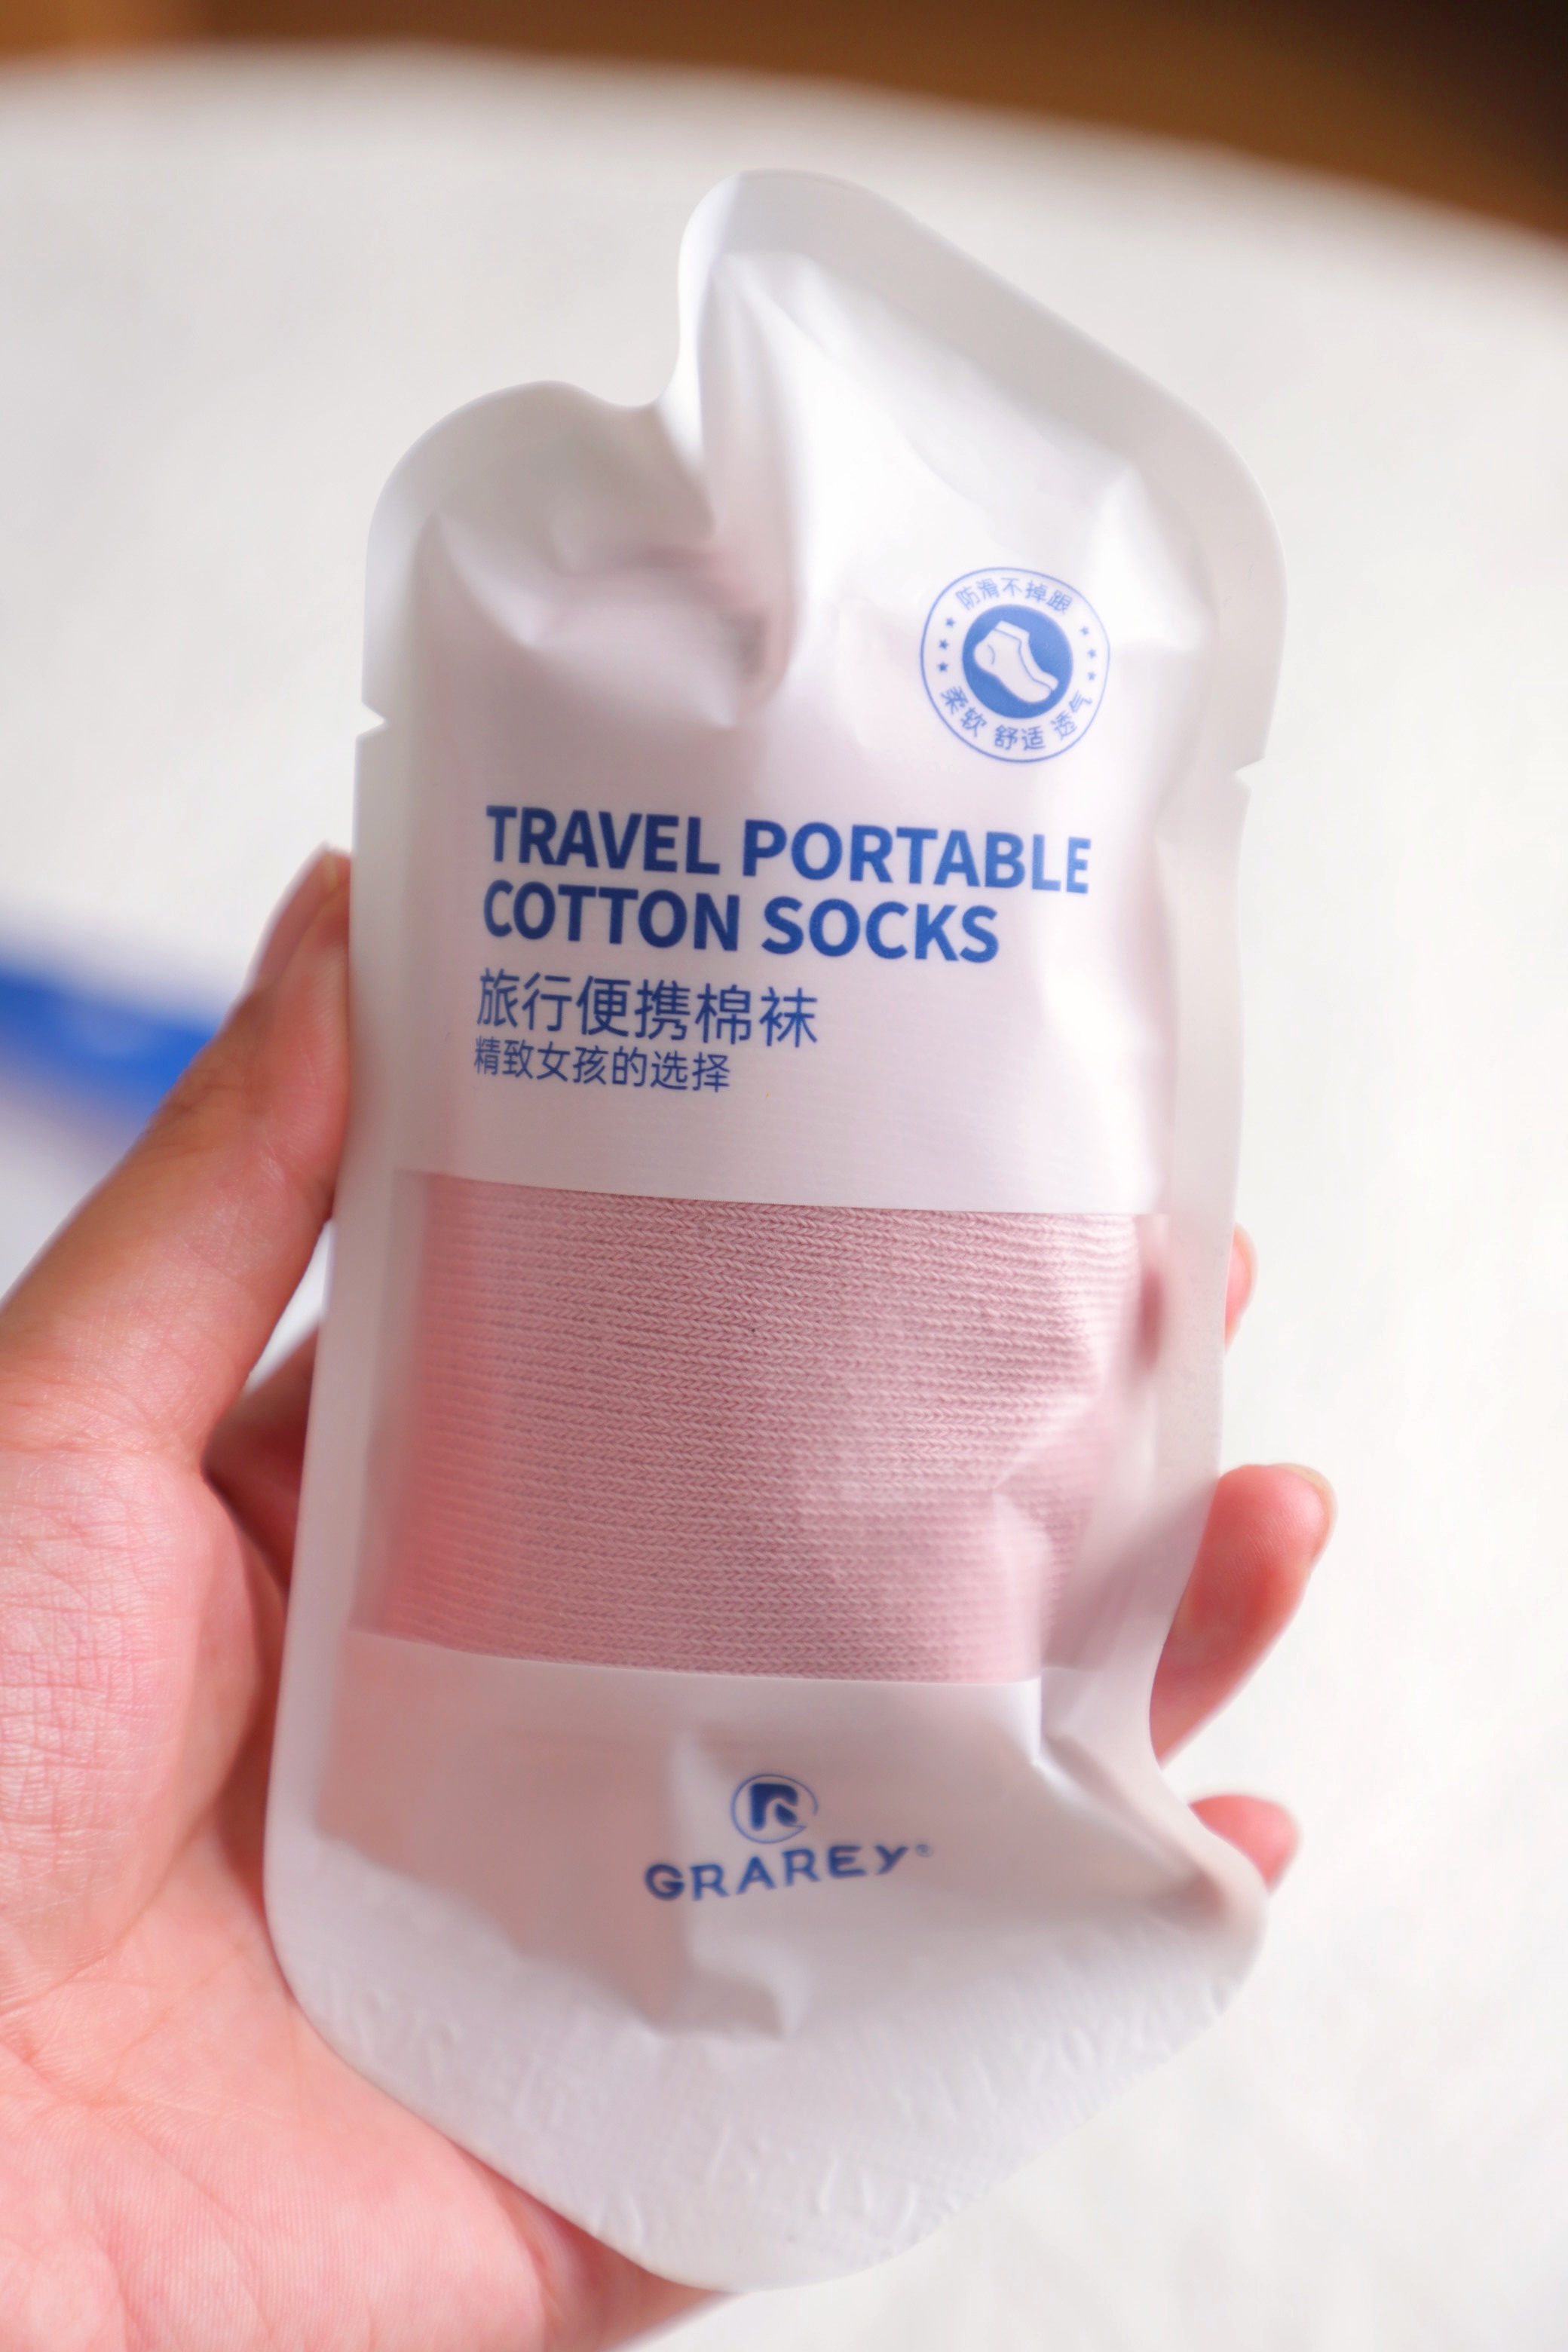 防滑不掉跟
柔软 舒适 透气
TRAVEL PORTABLE
COTTON SOCKS
旅行便携棉袜
精致女孩的选择
R
GRAREY®